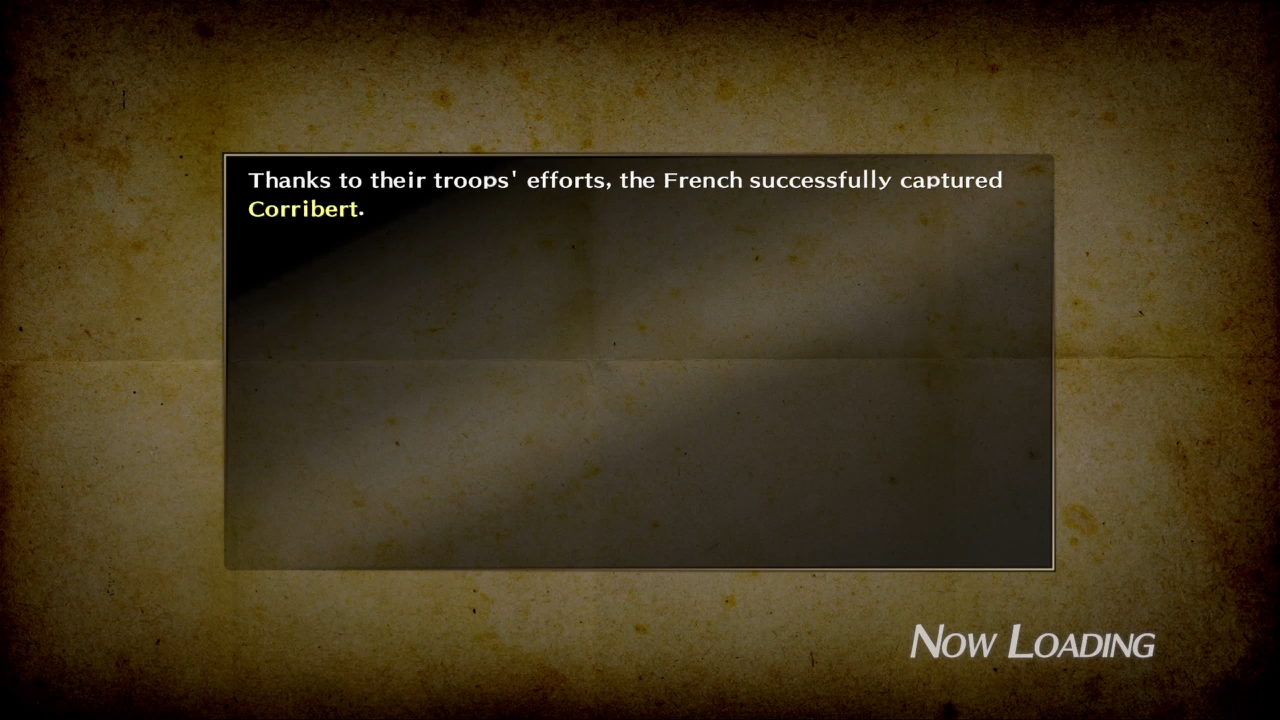 Thanks to their troops' efforts, the French successfully captured
Corribert.
Now Loading